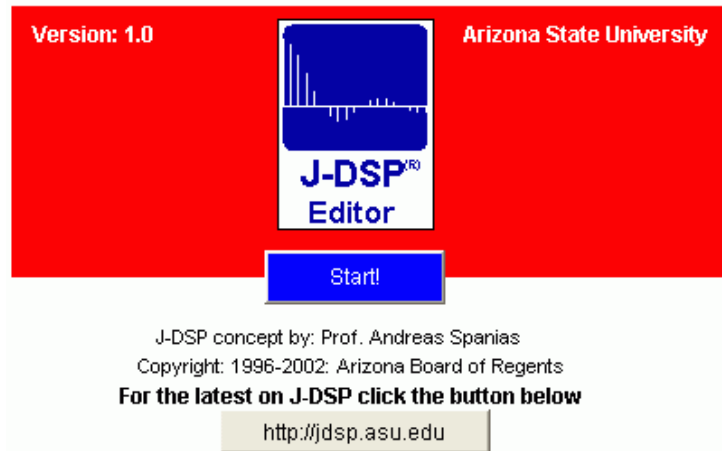 Version: 1.0
Arizona State University
J-DSP(R)
Editor
Start!
J-DSP concept by: Prof. Andreas Spanias
Copyright: 1996-2002: Arizona Board of Regents
For the latest on J-DSP click the button below
http://jdsp.asu.edu